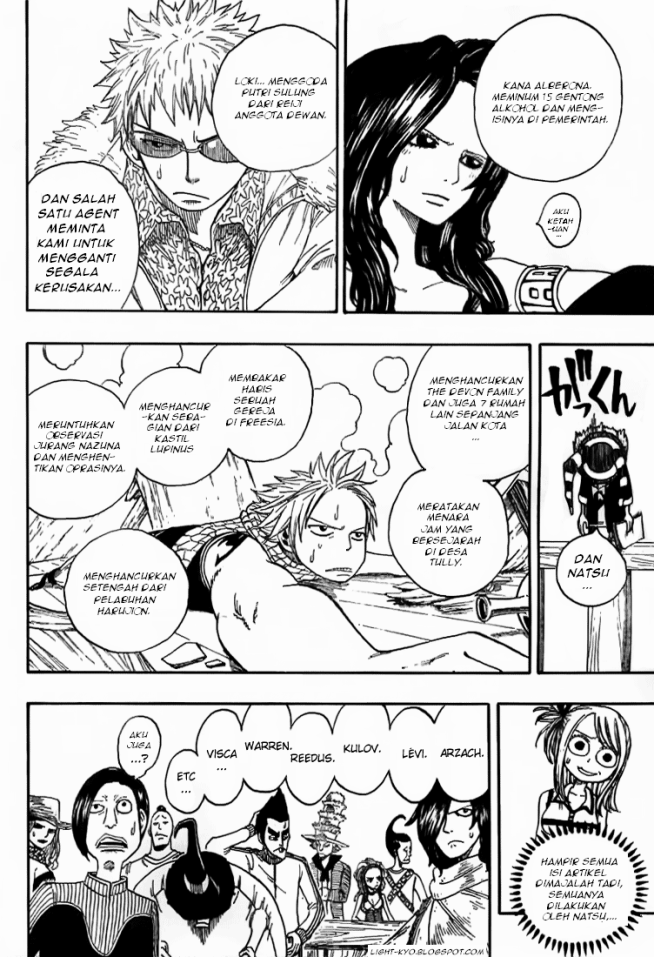 KANA ALBERONA.
MEMINUM 15 GENTONG
ALKOHOL DAN MENG-
ISINYA DI PEMERINTAH.
AKU
KETAH
-UAN
...
LOKI... MENGGODA
PUTRI SULUNG
DARI REIJI
ANGGOTA DEWAN.
DAN SALAH
SATU AGENT
MEMINTA
KAMI UNTUK
MENGGANTI
SEGALA
KERUSAKAN...
がっくん
DAN
NATSU
...
MENGHANCURKAN
THE DEVON FAMILY
DAN JUGA 7 RUMAH
LAIN SEPANJANG
JALAN KOTA
...
MERATAKAN
MENARA
JAM YANG
BERSEJARAH
DI DESA
TULLY.
MEMBAKAR
HABIS
SEBUAH
GEREJA
DI FREESIA.
MENGHANCUR
-KAN SEBA-
GIAN DARI
KASTIL
LUPINUS
MERUNTUHKAN
OBSERVASI
JURANG NAZUNA
DAN MENGHEN-
TIKAN OPRASINYA.
MENGHANCURKAN
SETENGAH DARI
PELABUHAN
HARUJION.
HAMPIR SEMUA
ISI ARTIKEL
DIMAJALAH TADI,
SEMUANYA
DILAKUKAN
OLEH NATSU,...
ARZACH.
LÈVI.
KULOV.
REEDUS.
WARREN.
VISCA
...
ETC
...
AKU
JUGA
...?
LIGHT-KYO.BLOGSPOT.COM